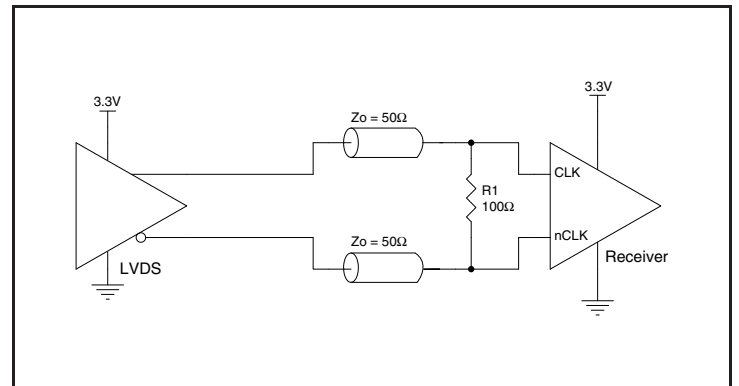 3.3V
3.3V
Zo = 50Ω
CLK
R1
100Ω
nCLK
Zo = 50Ω
LVDS
Receiver